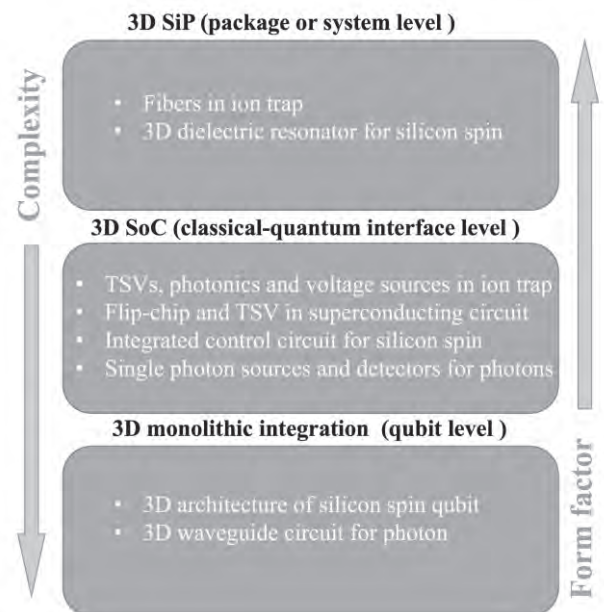 3D SiP (package or system level )
• Fibers in ion trap
• 3D dielectric resonator for silicon spin
Complexity
3D SoC (classical-quantum interface level )
• TSVs, photonics and voltage sources in ion trap
• Flip-chip and TSV in superconducting circuit
• Integrated control circuit for silicon spin
• Single photon sources and detectors for photons
3D monolithic integration (qubit level )
• 3D architecture of silicon spin qubit
• 3D waveguide circuit for photon
Form factor